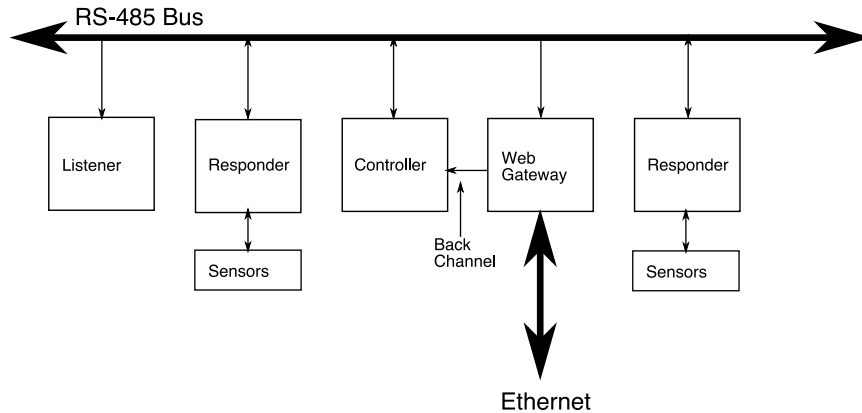 RS-485 Bus
Listener
Responder
Controller
Web
Gateway
Responder
Back
Channel
Sensors
Sensors
Ethernet